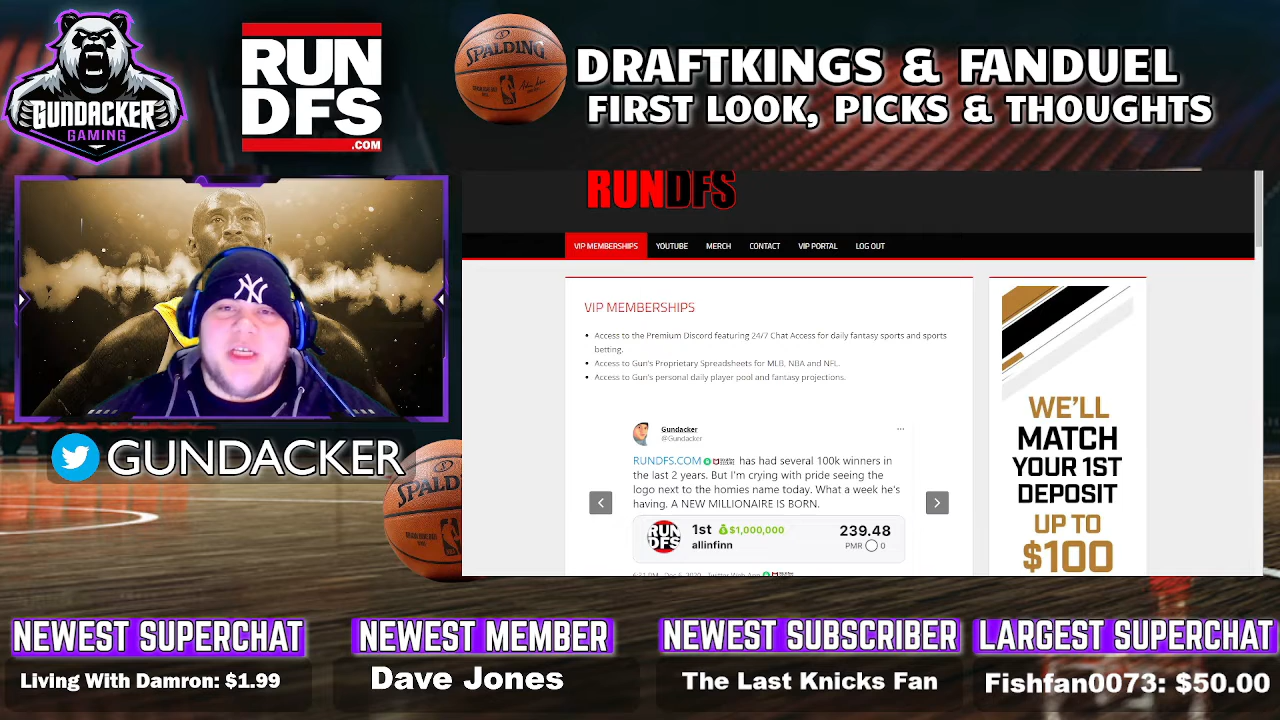 GUNDACKER
GAMING
RUN
DFS
.COM
SPALDING
DRAFTKINGS & FANDUEL
FIRST LOOK, PICKS & THOUGHTS
NY
GUNDACKER
SPALD
RUNDFS
VIP MEMBERSHIPS
YOUTUBE
MERCH
CONTACT
VIP PORTAL
LOG OUT
VIP MEMBERSHIPS
Access to the Premium Discord featuring 24/7 Chat Access for daily fantasy sports and sports
betting.
Access to Gun's Proprietary Spreadsheets for MLB, NBA and NFL.
Access to Gun's personal daily player pool and fantasy projections.
Gundacker
@Gundacker
RUNDFS.COM has had several 100k winners in
the last 2 years. But I'm crying with pride seeing the
logo next to the homies name today. What a week he's
having. A NEW MILLIONAIRE IS BORN.
RUN
DFS
1st $1,000,000
allinfinn
239.48
PMR 0
WE'LL
MATCH
YOUR 1ST
DEPOSIT
UP TO
$100
NEWEST SUPERCHAT
Living With Damron: $1.99
NEWEST MEMBER
Dave Jones
NEWEST SUBSCRIBER
The Last Knicks Fan
LARGEST SUPERCHAT
Fishfan0073: $50.00